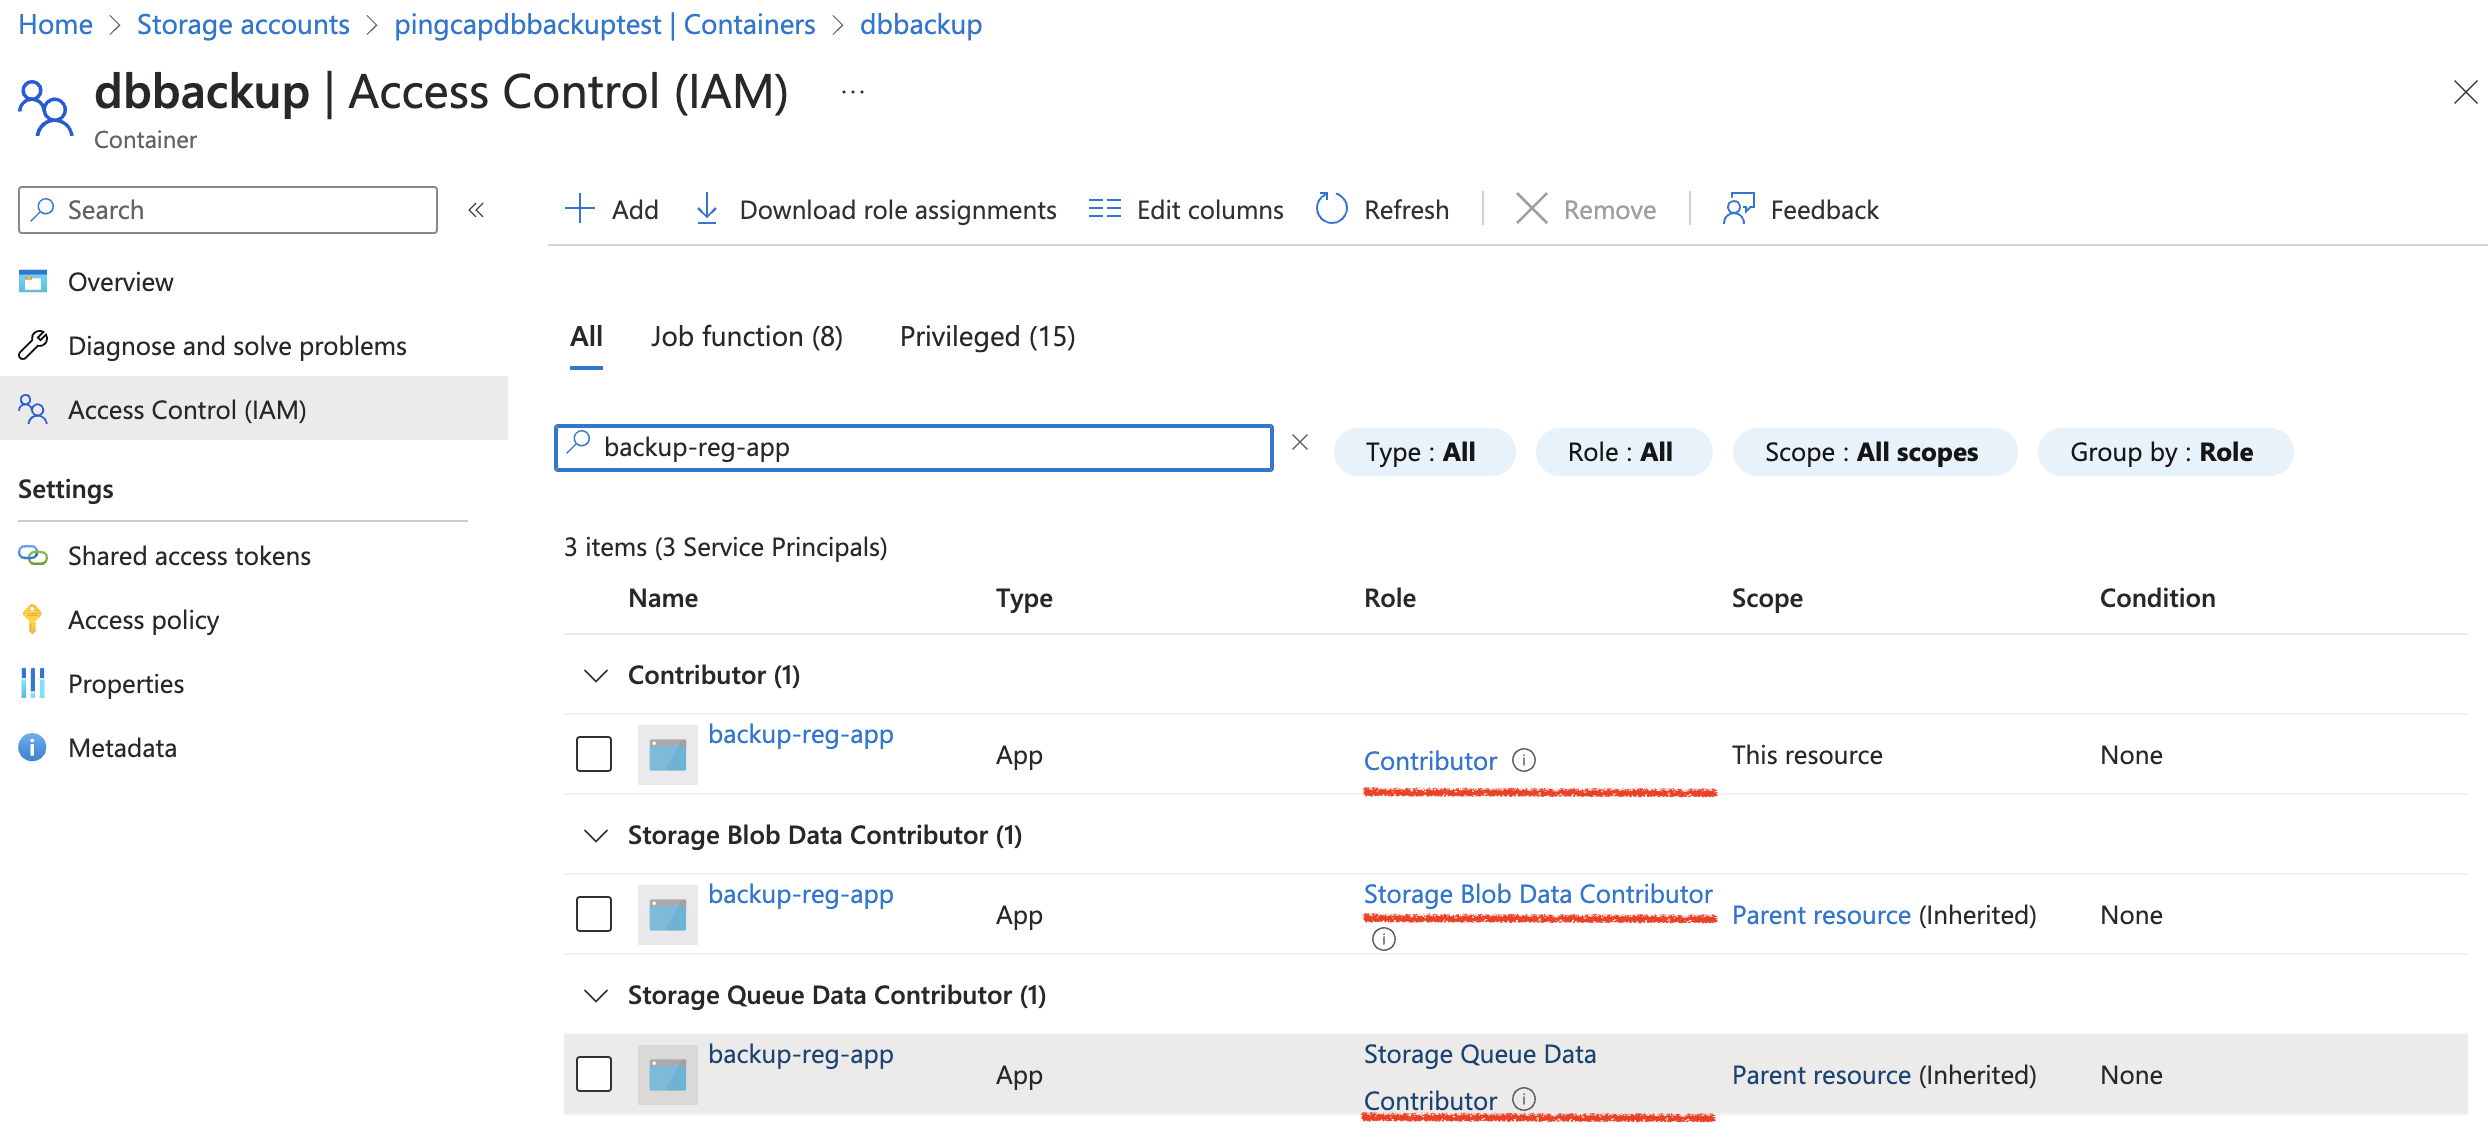 Home > Storage accounts > pingcapdbbackuptest | Containers > dbbackup
dbbackup | Access Control (IAM) ...
Container
Search «
Add Download role assignments Edit columns Refresh Remove Feedback
Overview
Diagnose and solve problems
Access Control (IAM)
Settings
Shared access tokens
Access policy
Properties
Metadata
All Job function (8) Privileged (15)
backup-reg-app Type : All Role : All Scope : All scopes Group by : Role
3 items (3 Service Principals)
Name Type Role Scope Condition
Contributor (1)
backup-reg-app App Contributor This resource None
Storage Blob Data Contributor (1)
backup-reg-app App Storage Blob Data Contributor Parent resource (Inherited) None
Storage Queue Data Contributor (1)
backup-reg-app App Storage Queue Data Parent resource (Inherited) None
Contributor